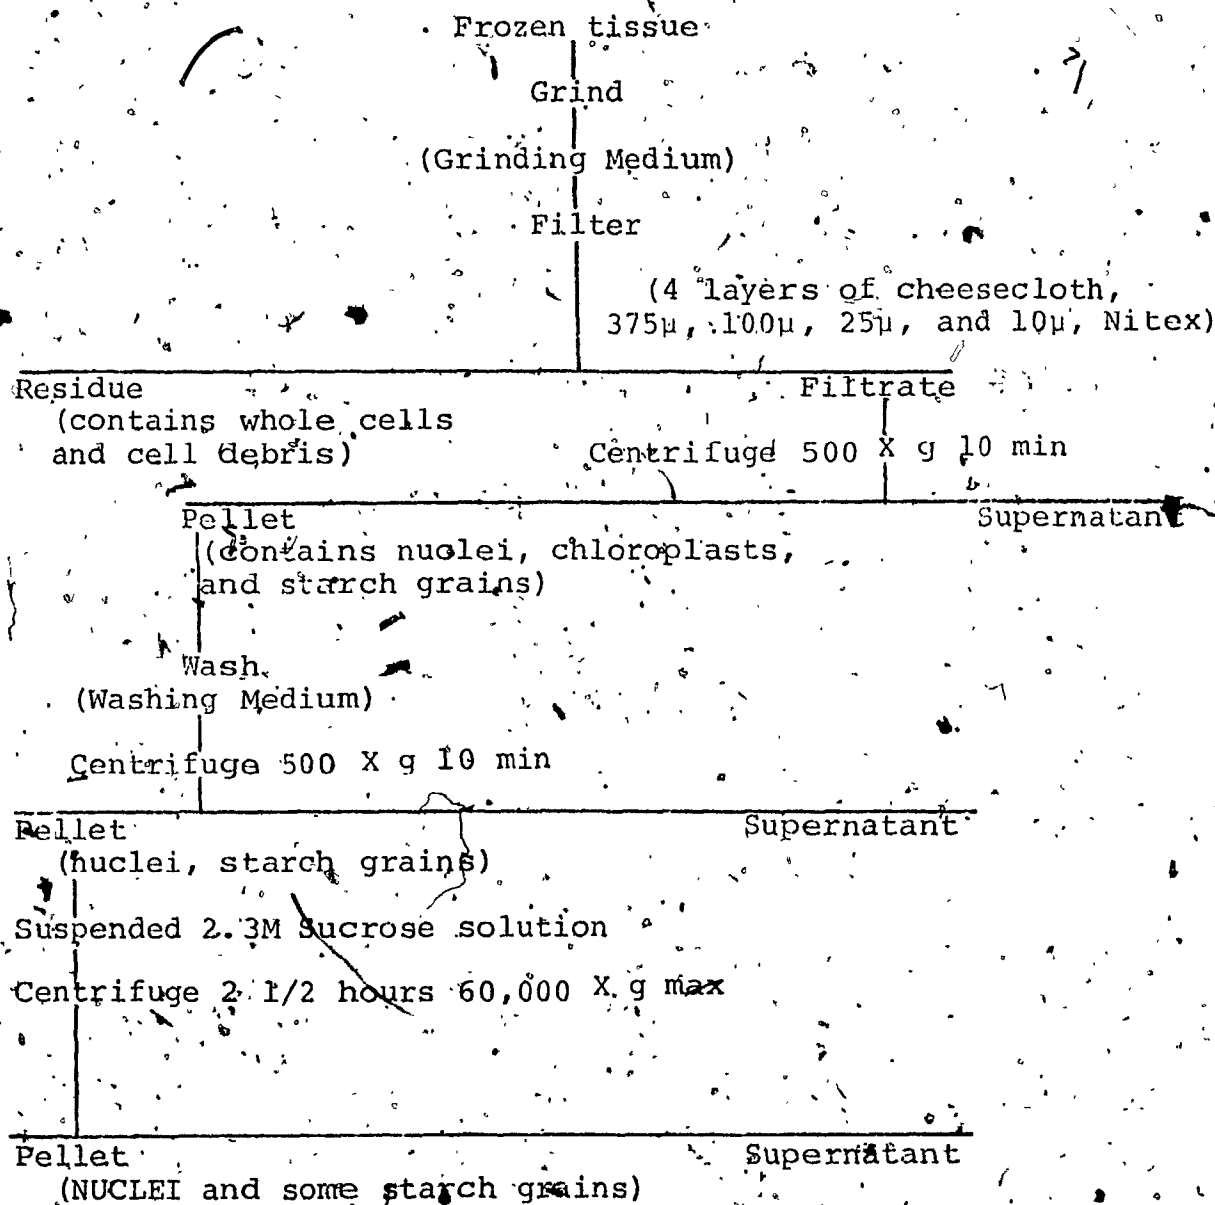 Frozen tissue
Grind
(Grinding Medium)
Filter
(4 layers of cheesecloth,
375μ, 100μ, 25μ, and 10μ, Nitex)
Residue
Filtrate
(contains whole cells
and cell debris)
Centrifuge 500 X g 10 min
Pellet
Supernatant
(contains nuclei, chloroplasts,
and starch grains)
Wash
(Washing Medium)
Centrifuge 500 X g 10 min
Pellet
Supernatant
(nuclei, starch grains)
Suspended 2.3M Sucrose solution
Centrifuge 2 1/2 hours 60,000 X g max
Pellet
Supernatant
(NUCLEI and some starch grains)